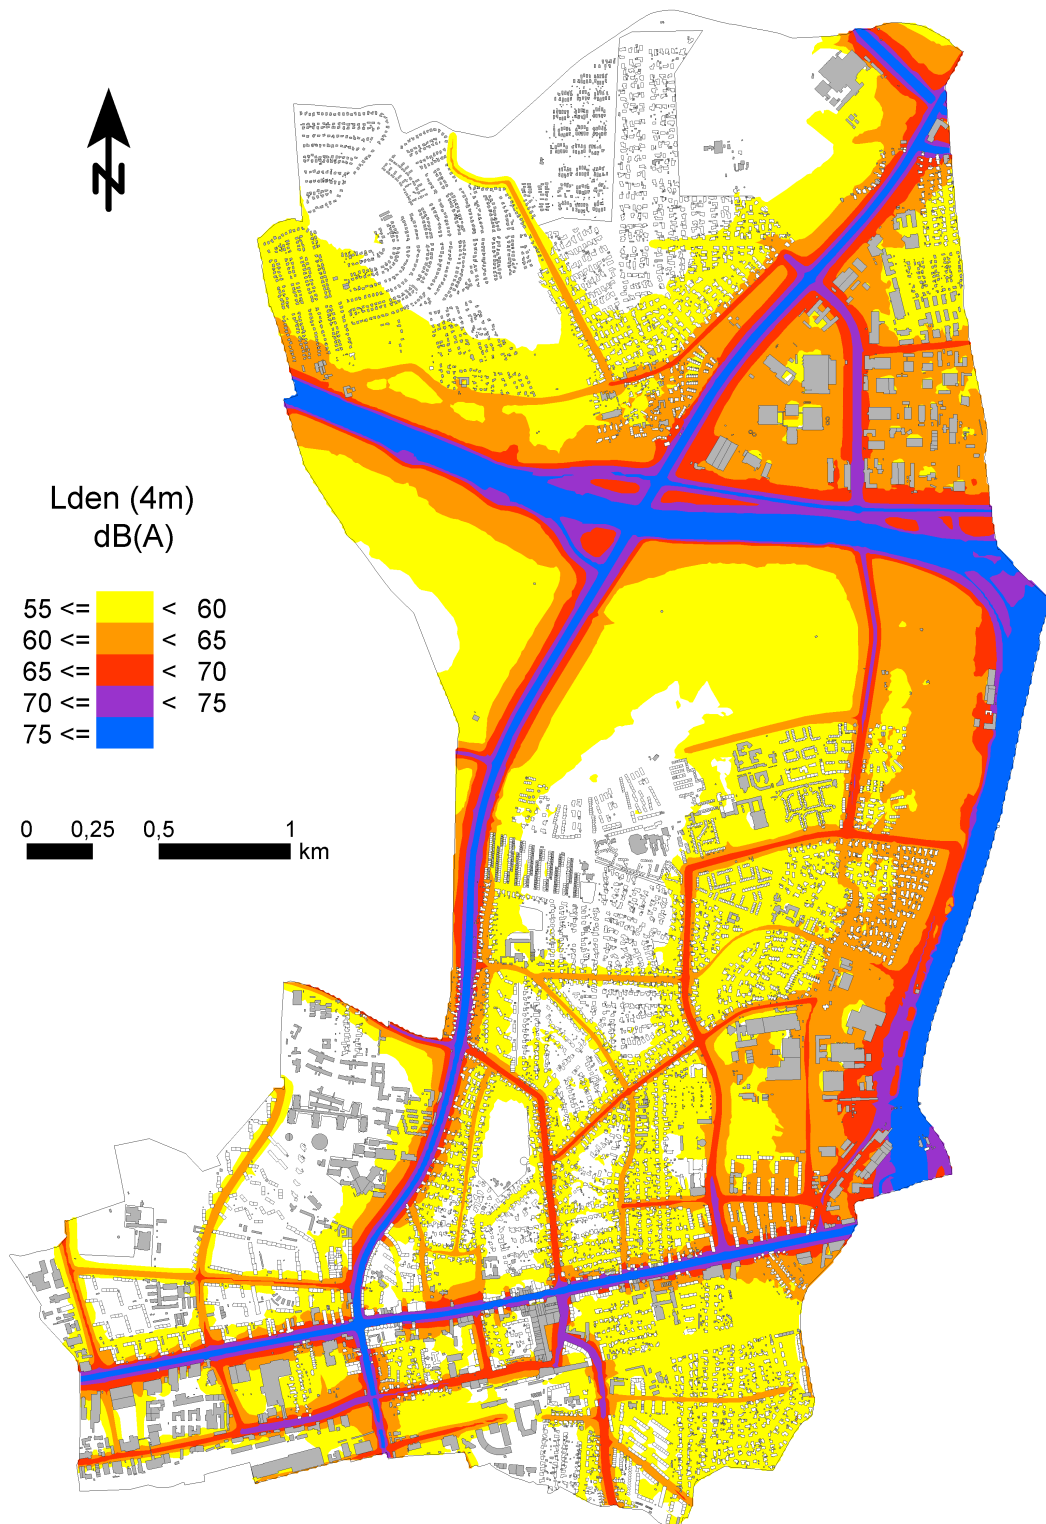 N
Lden (4m)
dB(A)
55 <= < 60
60 <= < 65
65 <= < 70
70 <= < 75
75 <=
0 0,25 0,5 1
km